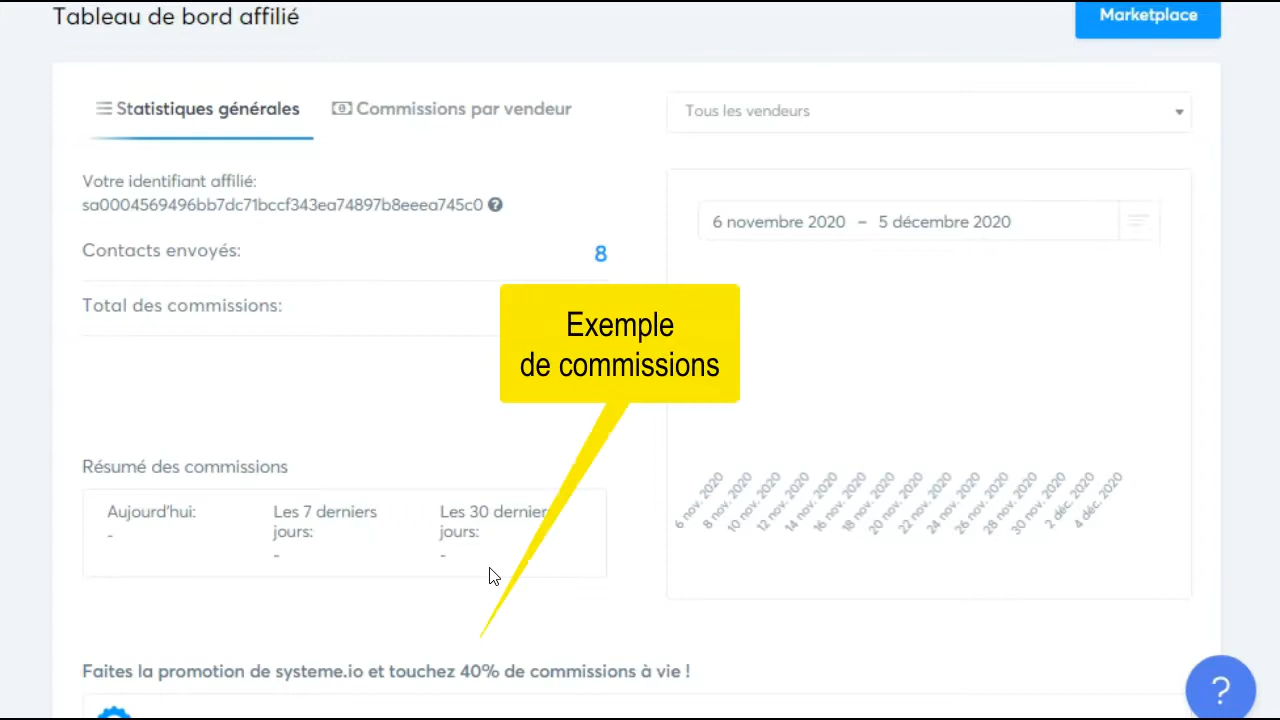 Tableau de bord affilié
Marketplace
Statistiques générales
Commissions par vendeur
Tous les vendeurs
Votre identifiant affilié:
sa0004569496bb7dc71bccf343ea74897b8eeea745c0
6 novembre 2020 – 5 décembre 2020
Contacts envoyés:
8
Total des commissions:
Exemple
de commissions
Résumé des commissions
Aujourd'hui:
-
Les 7 derniers
jours:
-
Les 30 derniers
jours:
-
6 nov. 2020
8 nov. 2020
10 nov. 2020
12 nov. 2020
14 nov. 2020
16 nov. 2020
18 nov. 2020
20 nov. 2020
22 nov. 2020
24 nov. 2020
26 nov. 2020
28 nov. 2020
30 nov. 2020
2 déc. 2020
4 déc. 2020
Faites la promotion de systeme.io et touchez 40% de commissions à vie !
?